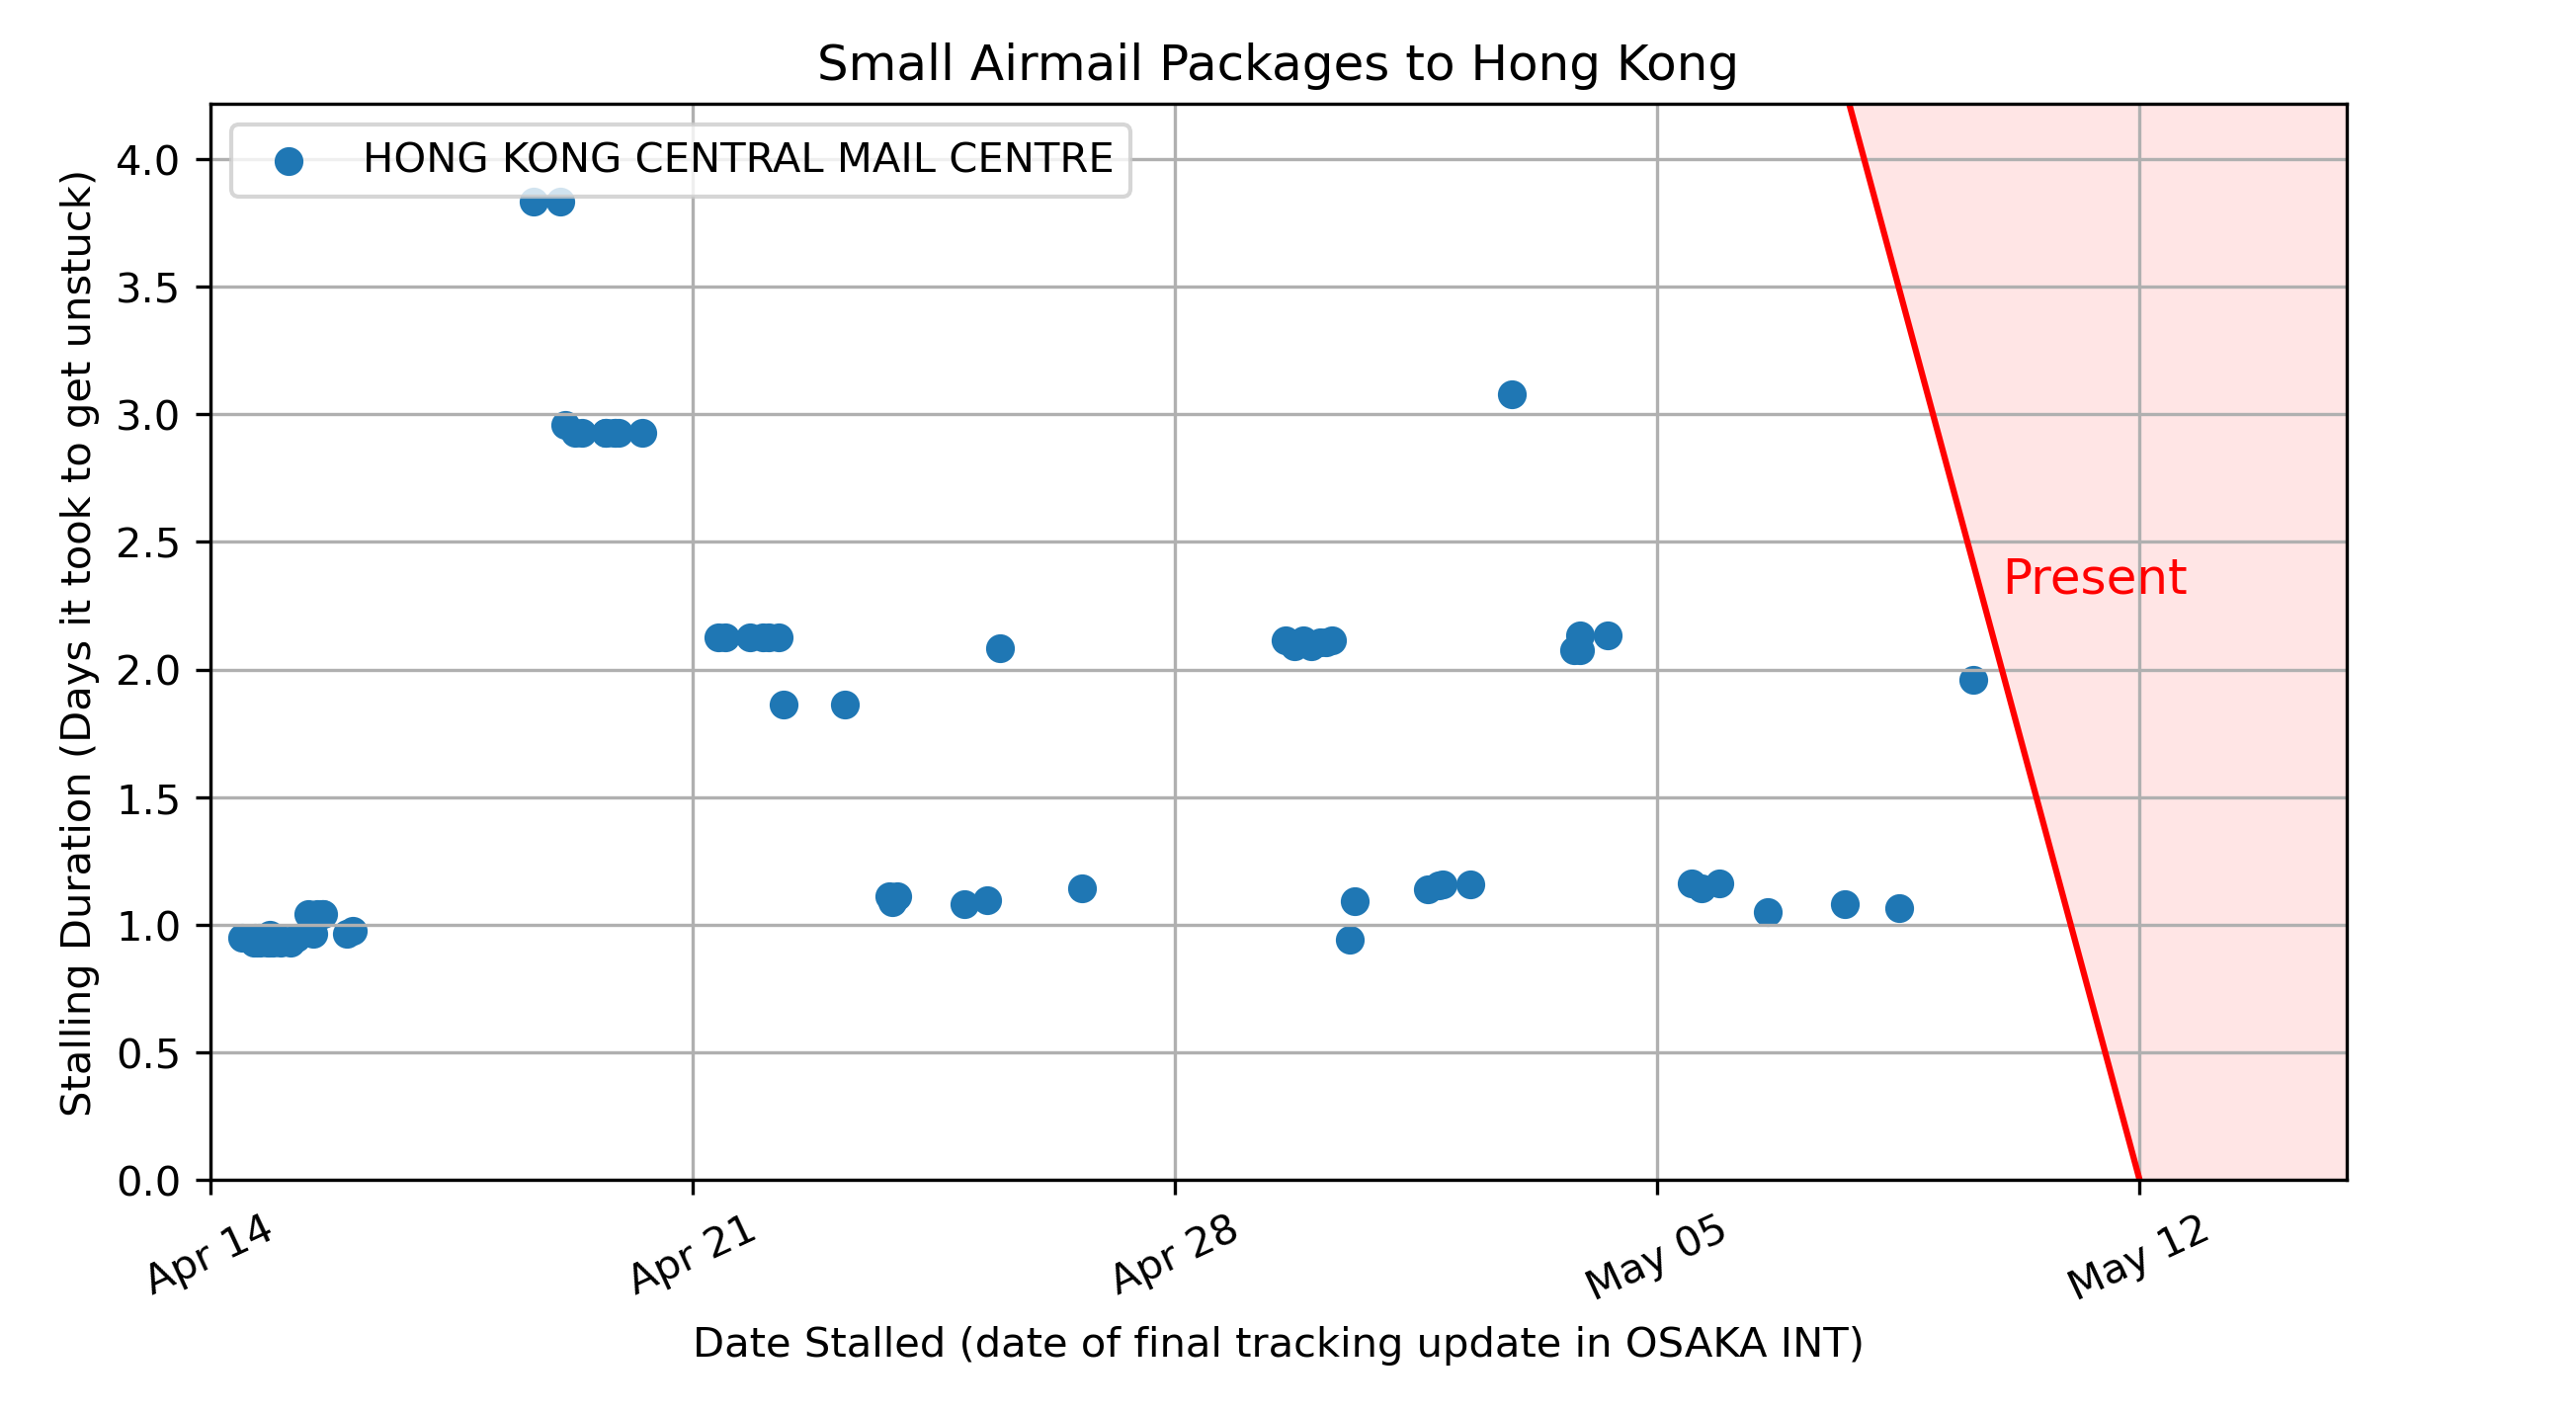 Small Airmail Packages to Hong Kong
HONG KONG CENTRAL MAIL CENTRE
Stalling Duration (Days it took to get unstuck)
4.0
3.5
3.0
2.5
2.0
1.5
1.0
0.5
0.0
Present
Apr 14
Apr 21
Apr 28
May 05
May 12
Date Stalled (date of final tracking update in OSAKA INT)